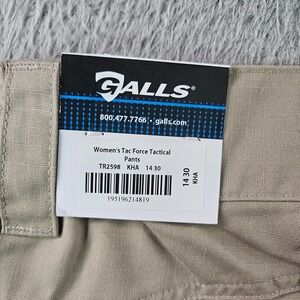 GALLS®
800.477.7766 • galls.com
Women's Tac Force Tactical
Pants
TR2598 KHA 14 30
195196214819
14 30
KHA